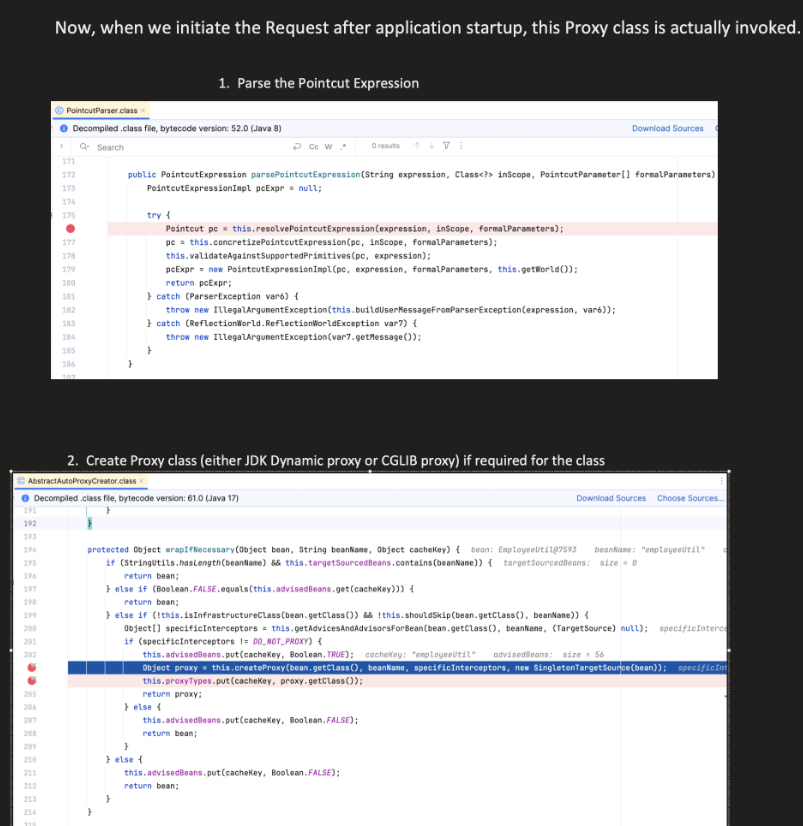 Now, when we initiate the Request after application startup, this Proxy class is actually invoked.
1. Parse the Pointcut Expression
PointcutParser.class
Decompiled .class file, bytecode version: 52.0 (Java 8) Download Sources
Search Cc W .* 0 results
171
172 public PointcutExpression parsePointcutExpression(String expression, Class<?> inScope, PointcutParameter[] formalParameters)
173 PointcutExpressionImpl pcExpr = null;
174
175 try {
Pointcut pc = this.resolvePointcutExpression(expression, inScope, formalParameters);
177 pc = this.concretizePointcutExpression(pc, inScope, formalParameters);
178 this.validateAgainstSupportedPrimitives(pc, expression);
179 pcExpr = new PointcutExpressionImpl(pc, expression, formalParameters, this.getWorld());
180 return pcExpr;
181 } catch (ParserException var6) {
182 throw new IllegalArgumentException(this.buildUserMessageFromParserException(expression, var6));
183 } catch (ReflectionWorld.ReflectionWorldException var7) {
184 throw new IllegalArgumentException(var7.getMessage());
185 }
186 }
187
2. Create Proxy class (either JDK Dynamic proxy or CGLIB proxy) if required for the class
AbstractAutoProxyCreator.class
Decompiled .class file, bytecode version: 61.0 (Java 17) Download Sources Choose Sources...
191 }
192 }
193
194 protected Object wrapIfNecessary(Object bean, String beanName, Object cacheKey) { bean: EmployeeUtil@7593 beanName: "employeeUtil"
195 if (StringUtils.hasLength(beanName) && this.targetSourcedBeans.contains(beanName)) { targetSourcedBeans: size = 0
196 return bean;
197 } else if (Boolean.FALSE.equals(this.advisedBeans.get(cacheKey))) {
198 return bean;
199 } else if (!this.isInfrastructureClass(bean.getClass()) && !this.shouldSkip(bean.getClass(), beanName)) {
200 Object[] specificInterceptors = this.getAdvicesAndAdvisorsForBean(bean.getClass(), beanName, (TargetSource) null); specificInterce
201 if (specificInterceptors != DO_NOT_PROXY) {
202 this.advisedBeans.put(cacheKey, Boolean.TRUE); cacheKey: "employeeUtil" advisedBeans: size = 56
Object proxy = this.createProxy(bean.getClass(), beanName, specificInterceptors, new SingletonTargetSource(bean)); specificInt
this.proxyTypes.put(cacheKey, proxy.getClass());
205 return proxy;
206 } else {
207 this.advisedBeans.put(cacheKey, Boolean.FALSE);
208 return bean;
209 }
210 } else {
211 this.advisedBeans.put(cacheKey, Boolean.FALSE);
212 return bean;
213 }
214 }